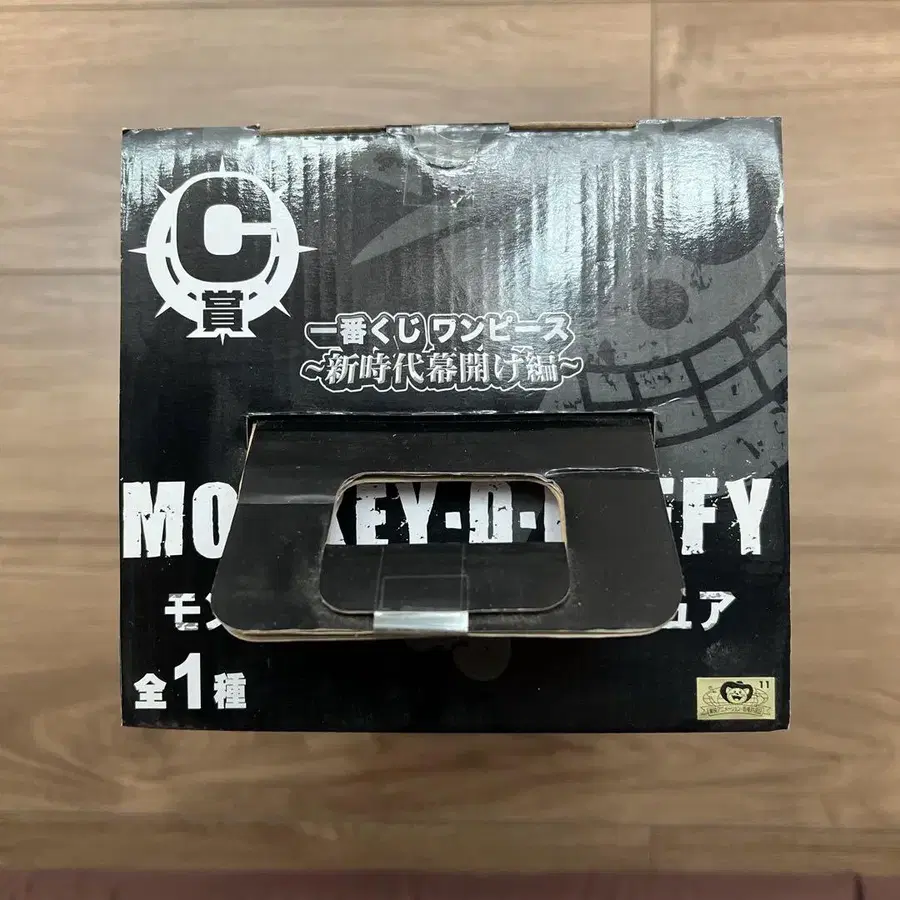 C
賞
一番くじ ワンピース
~新時代幕開け編~
MO KEY·D· FFY
モン ュア
全1種
11